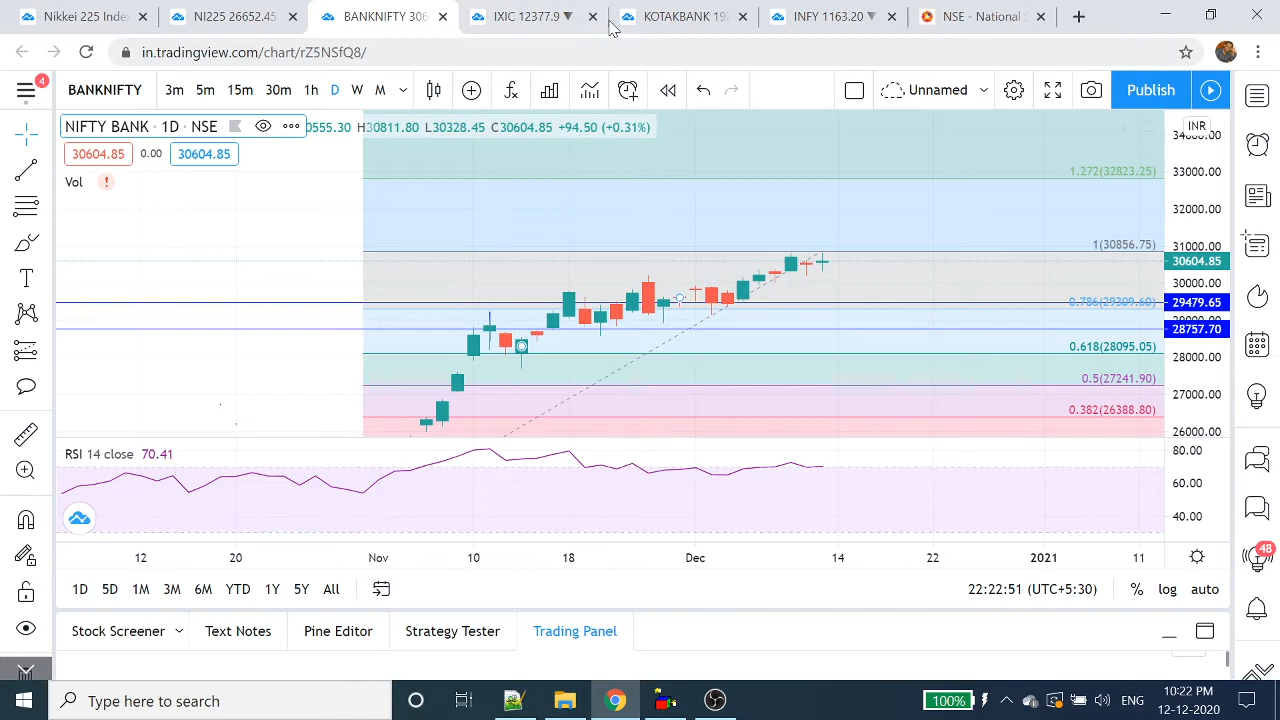 Nikkei 225 Index
NI225 26652.45
BANKNIFTY 306
IXIC 12377.9 ▼
KOTAKBANK 192
INFY 1163.20 ▼
NSE - National S
in.tradingview.com/chart/rZ5NSfQ8/
4
BANKNIFTY
3m 5m 15m 30m 1h D W M
Unnamed
Publish
NIFTY BANK · 1D · NSE
0555.30 H30811.80 L30328.45 C30604.85 +94.50 (+0.31%)
INR
34000.00
30604.85 0.00 30604.85
Vol
1.272(32823.25)
33000.00
32000.00
1(30856.75)
31000.00
30604.85
30000.00
0.786(29309.60)
29479.65
29000.00
28757.70
0.618(28095.05)
28000.00
0.5(27241.90)
27000.00
0.382(26388.80)
26000.00
RSI 14 close 70.41
80.00
60.00
40.00
48
12 20 Nov 10 18 Dec 14 22 2021 11
1D 5D 1M 3M 6M YTD 1Y 5Y All
22:22:51 (UTC+5:30) % log auto
Stock Screener Text Notes Pine Editor Strategy Tester Trading Panel
Type here to search
100%
ENG
10:22 PM
12-12-2020